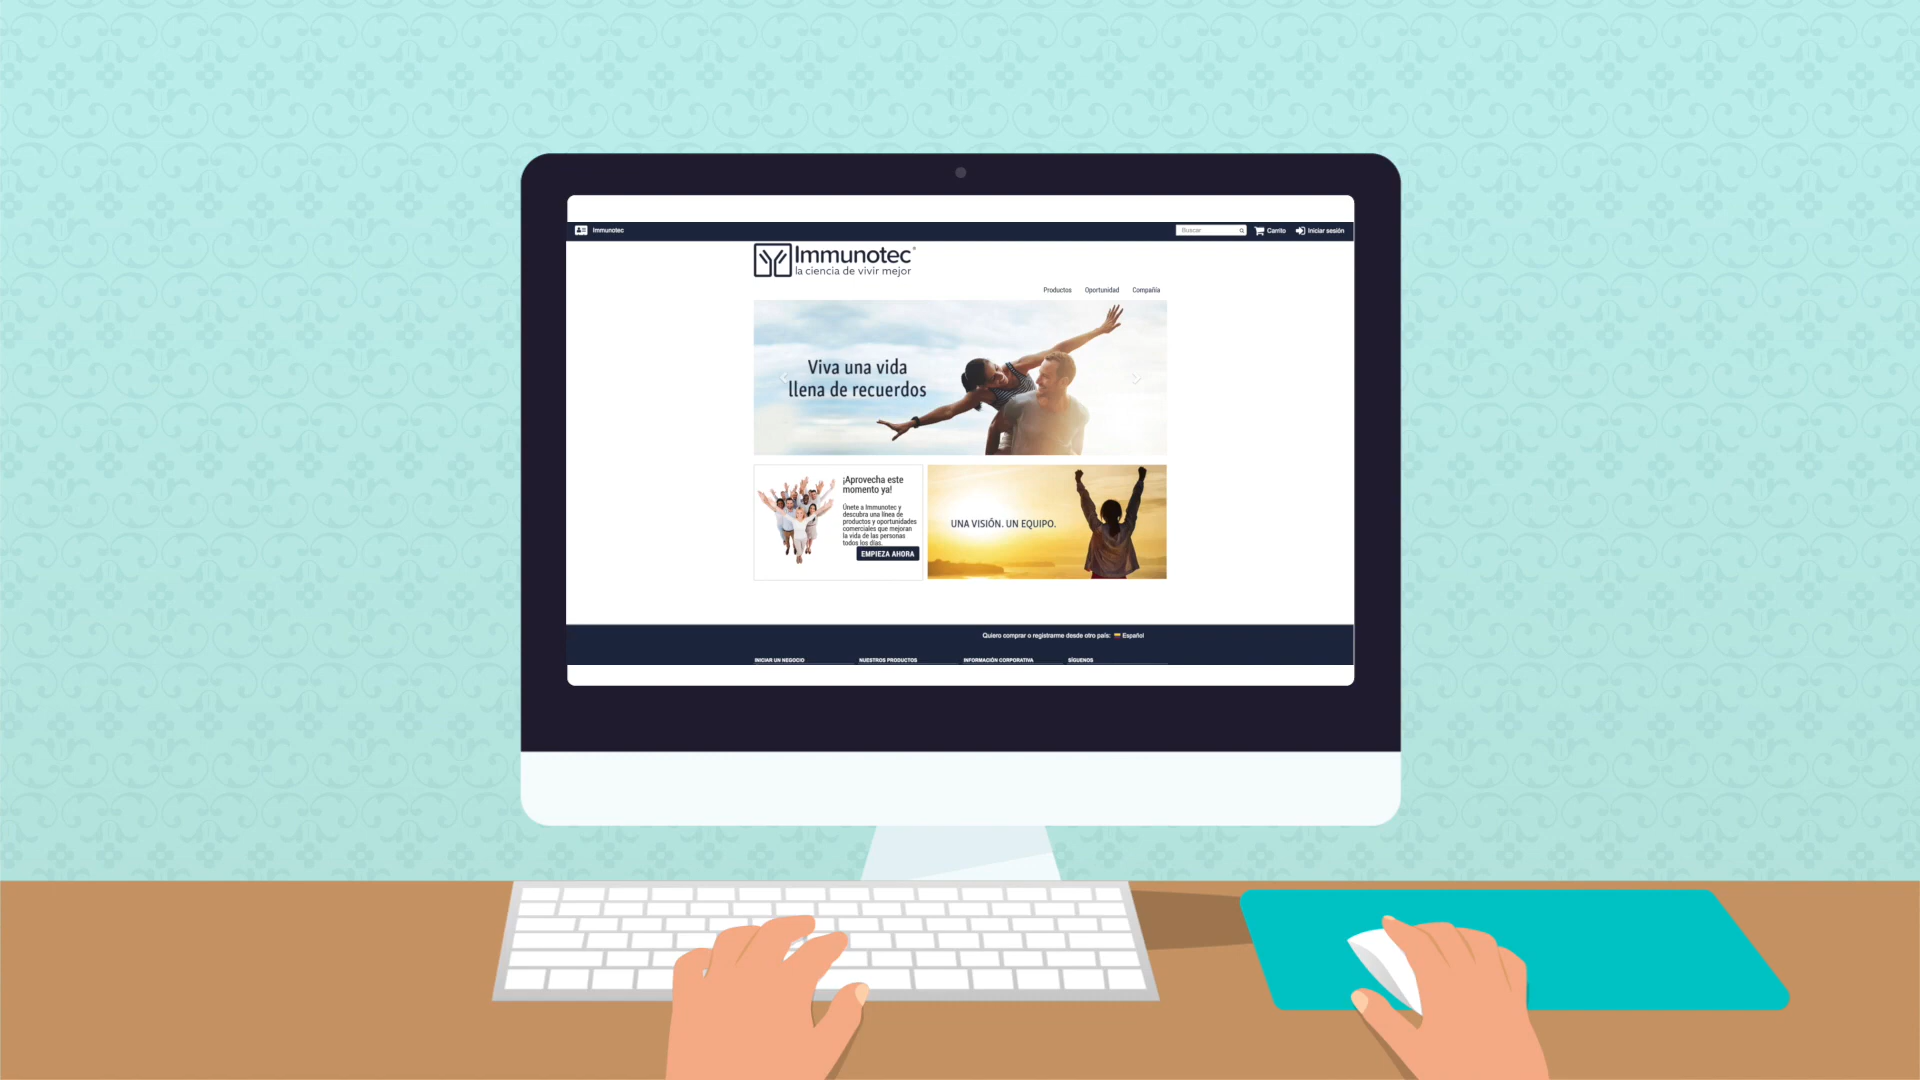 Immunotec
Buscar
Carrito
Iniciar sesión
Immunotec®
la ciencia de vivir mejor
Productos Oportunidad Compañía
Viva una vida
llena de recuerdos
¡Aprovecha este
momento ya!
Únete a Immunotec y
descubra una línea de
productos y oportunidades
comerciales que mejoran
la vida de las personas
todos los días.
EMPIEZA AHORA
UNA VISIÓN. UN EQUIPO.
Quiero comprar o registrarme desde otro país: Español
INICIAR UN NEGOCIO NUESTROS PRODUCTOS INFORMACIÓN CORPORATIVA SÍGUENOS